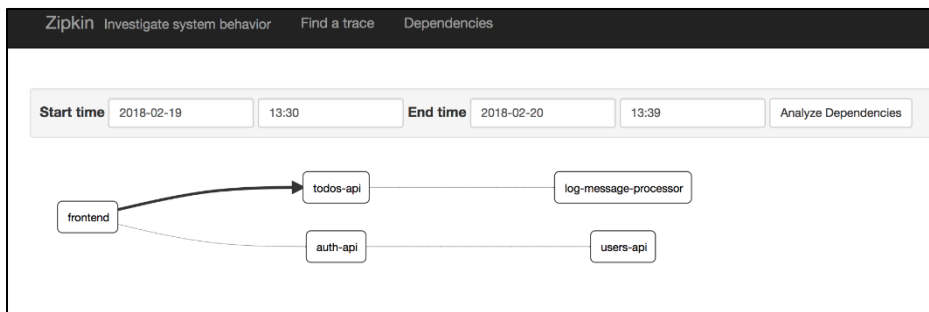 Zipkin Investigate system behavior Find a trace Dependencies
Start time 2018-02-19 13:30 End time 2018-02-20 13:39 Analyze Dependencies
todos-api log-message-processor
frontend
auth-api users-api